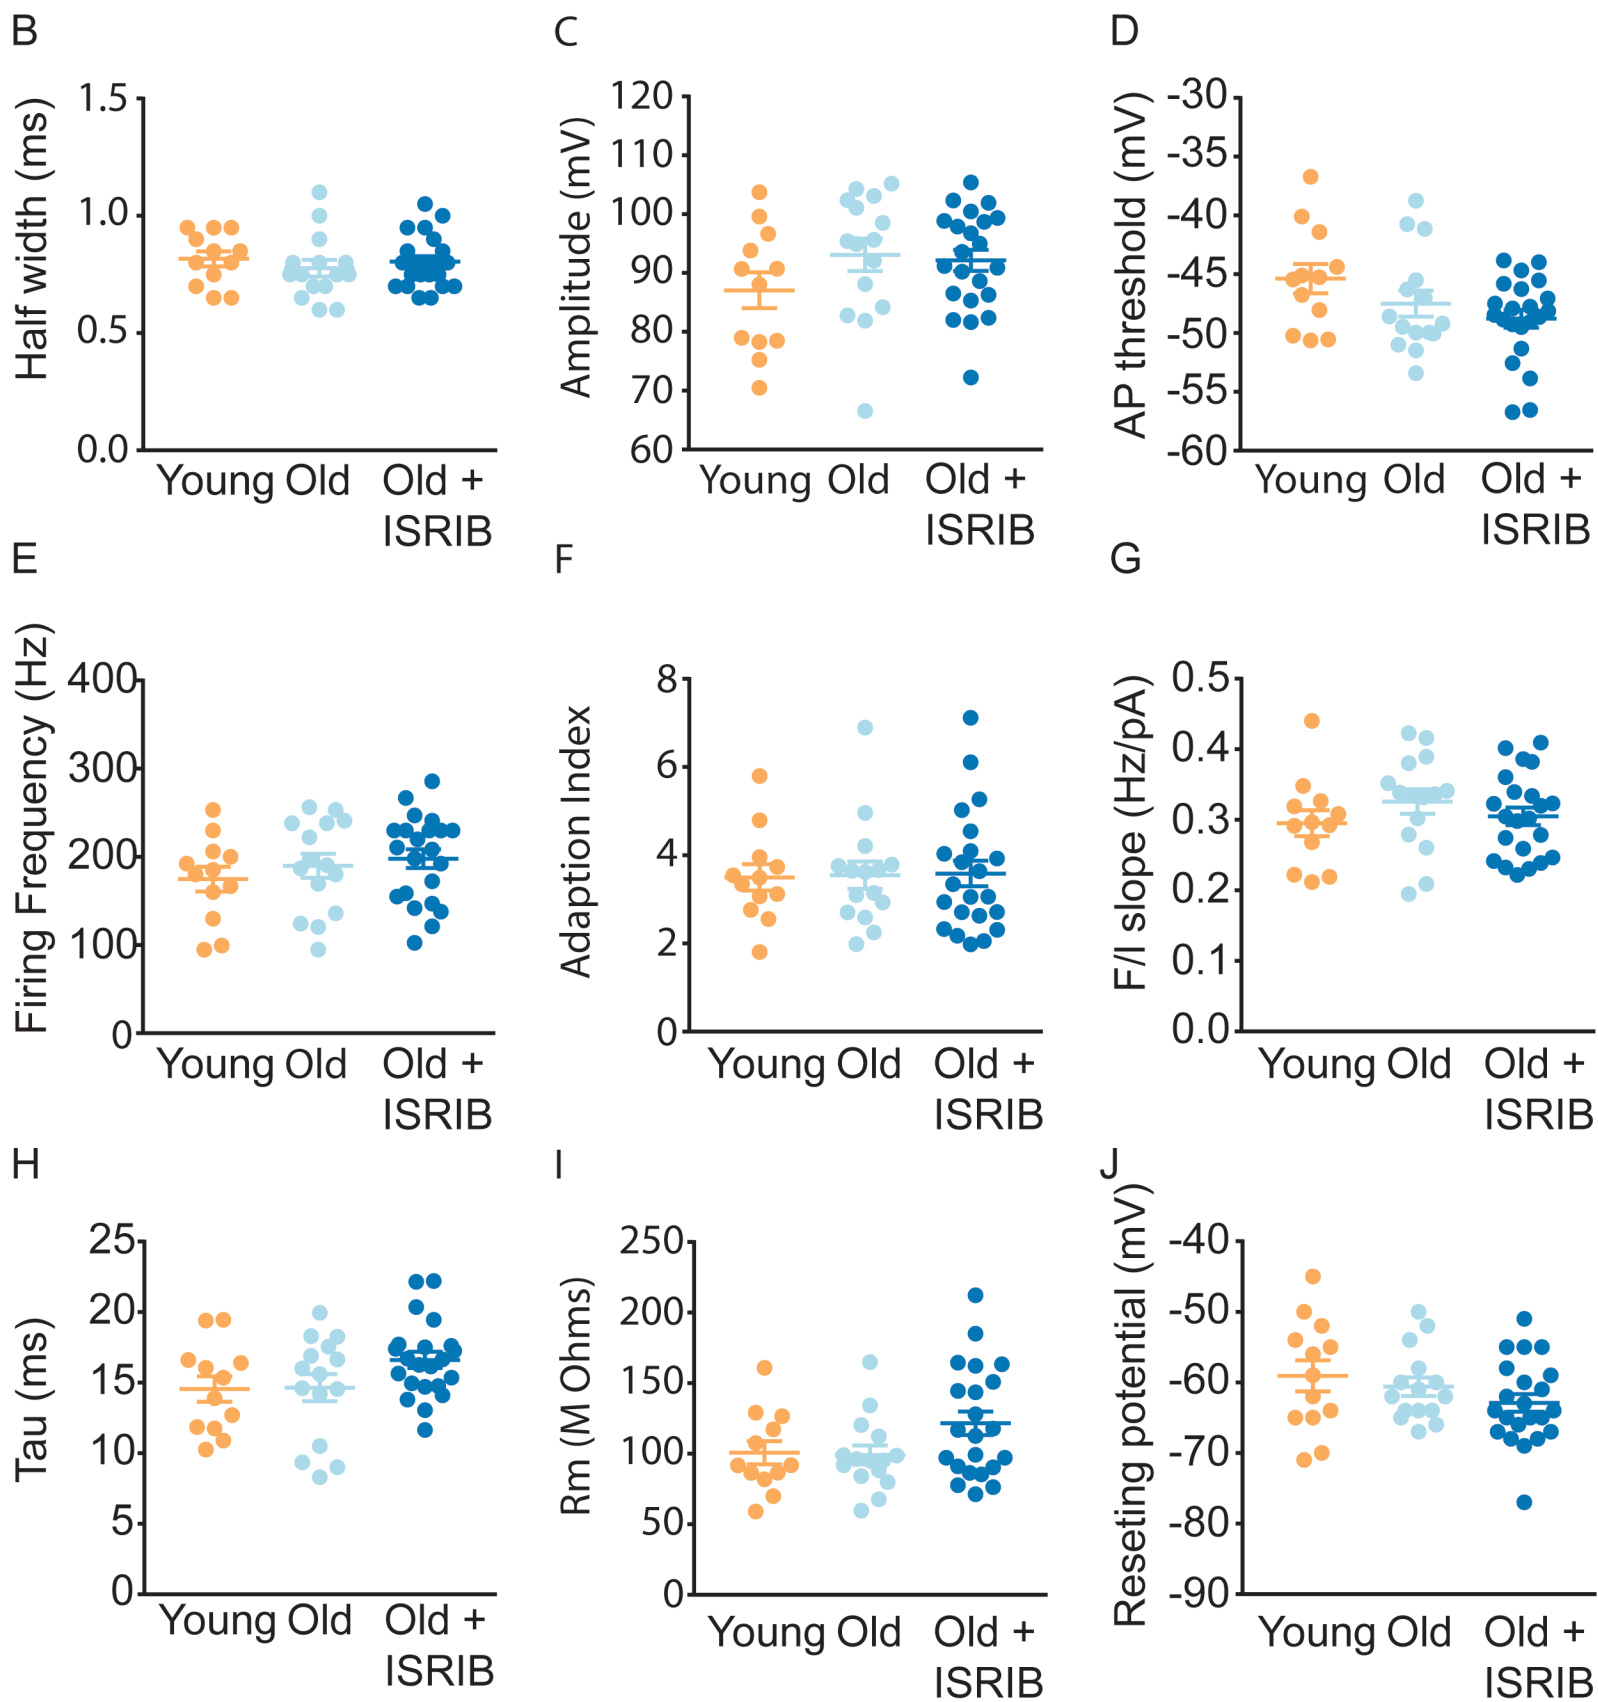 B
C
D
Half width (ms)
1.5
1.0
0.5
0.0
Young Old Old +
ISRIB
Amplitude (mV)
120
110
100
90
80
70
60
Young Old Old +
ISRIB
AP threshold (mV)
-30
-35
-40
-45
-50
-55
-60
Young Old Old +
ISRIB
E
F
G
Firing Frequency (Hz)
400
300
200
100
0
Young Old Old +
ISRIB
Adaption Index
8
6
4
2
0
Young Old Old +
ISRIB
F/I slope (Hz/pA)
0.5
0.4
0.3
0.2
0.1
0.0
Young Old Old +
ISRIB
H
I
J
Tau (ms)
25
20
15
10
5
0
Young Old Old +
ISRIB
Rm (M Ohms)
250
200
150
100
50
0
Young Old Old +
ISRIB
Reseting potential (mV)
-40
-50
-60
-70
-80
-90
Young Old Old +
ISRIB